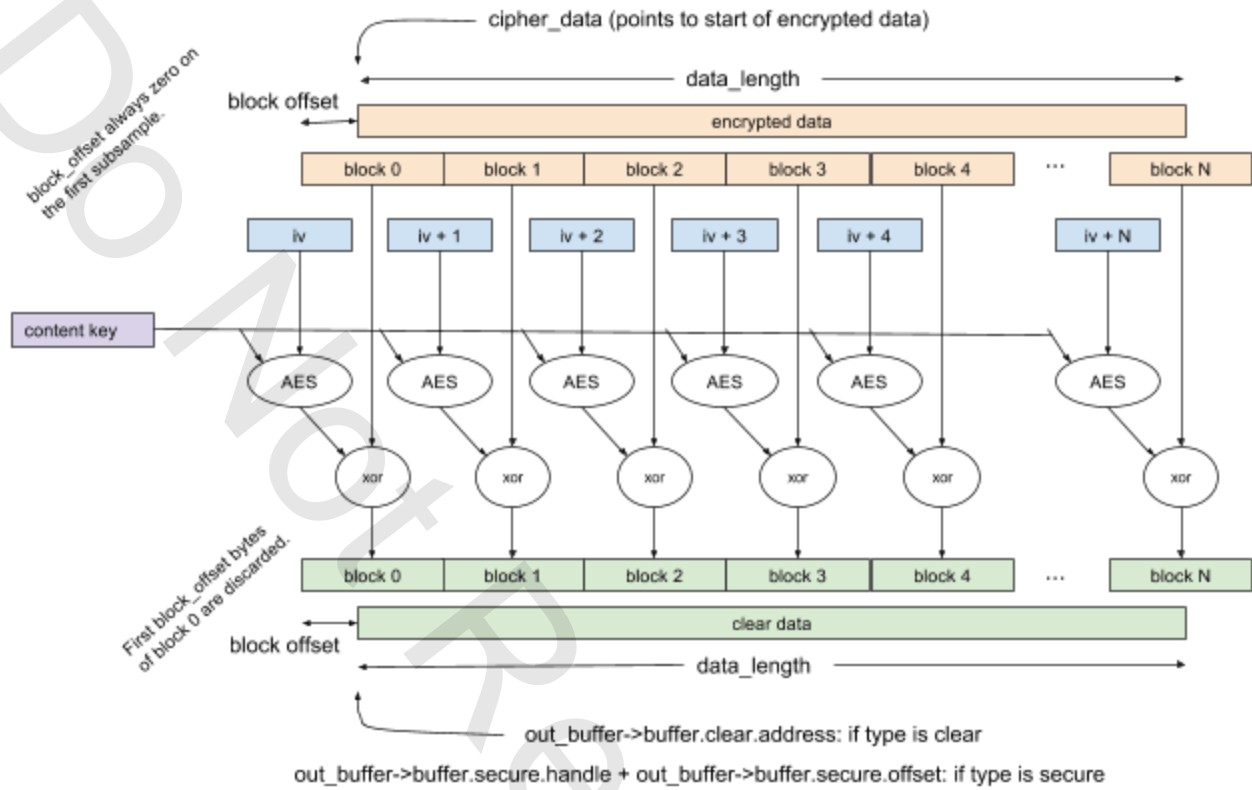 cipher_data (points to start of encrypted data)
data_length
block offset
block_offset always zero on
the first subsample.
encrypted data
block 0 block 1 block 2 block 3 block 4 ... block N
iv iv + 1 iv + 2 iv + 3 iv + 4 iv + N
content key
AES AES AES AES AES AES
xor xor xor xor xor xor
First block_offset bytes
of block 0 are discarded.
block 0 block 1 block 2 block 3 block 4 ... block N
clear data
block offset
data_length
out_buffer->buffer.clear.address: if type is clear
out_buffer->buffer.secure.handle + out_buffer->buffer.secure.offset: if type is secure
Do Not Re